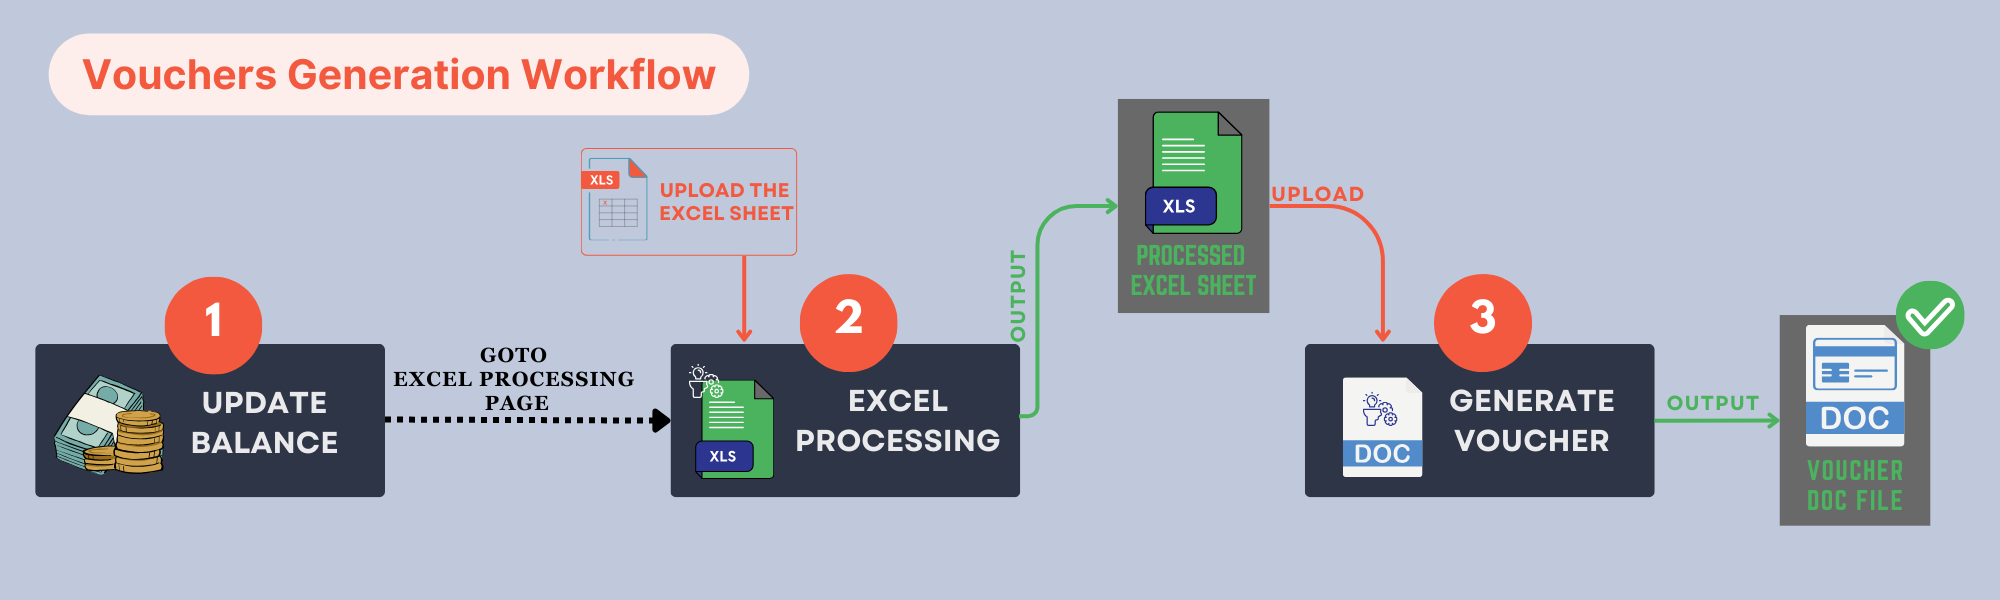 Vouchers Generation Workflow
XLS
UPLOAD THE
EXCEL SHEET
1
UPDATE
BALANCE
GOTO
EXCEL PROCESSING
PAGE
2
XLS
EXCEL
PROCESSING
OUTPUT
XLS
PROCESSED
EXCEL SHEET
UPLOAD
3
DOC
GENERATE
VOUCHER
OUTPUT
DOC
VOUCHER
DOC FILE